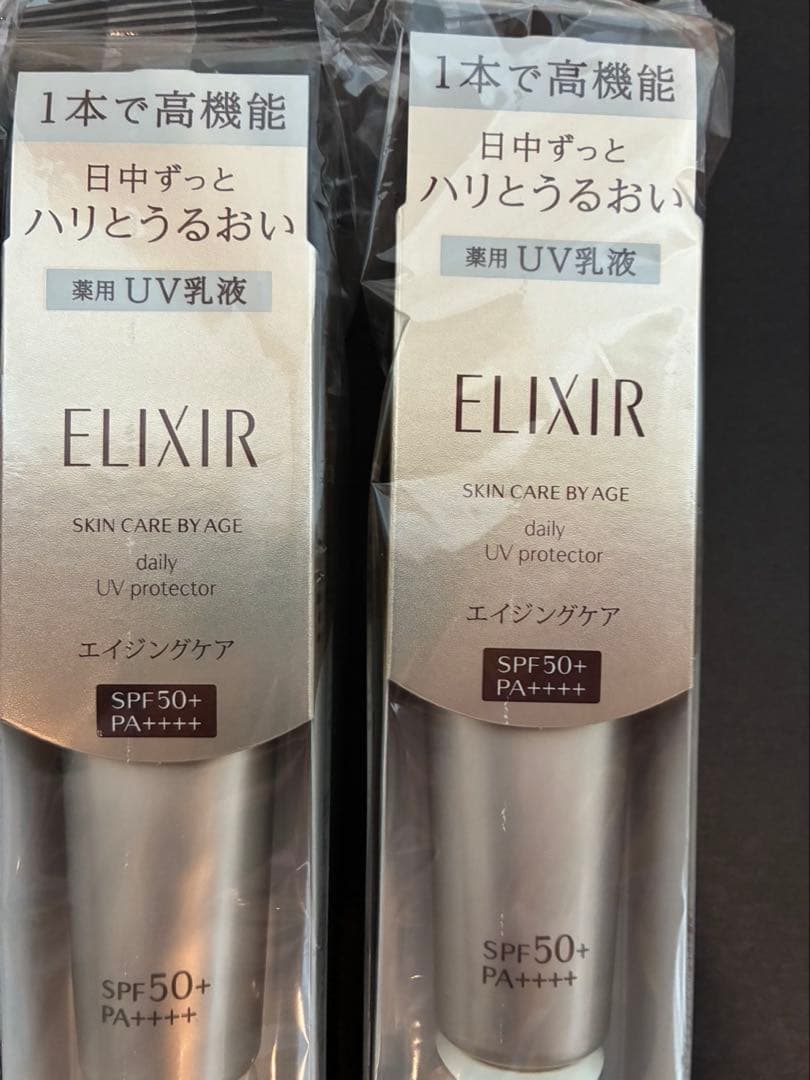 1本で高機能
日中ずっと
ハリとうるおい
薬用 UV乳液
ELIXIR
SKIN CARE BY AGE
daily
UV protector
エイジングケア
SPF50+
PA++++
SPF50+
PA++++
1本で高機能
日中ずっと
ハリとうるおい
薬用 UV乳液
ELIXIR
SKIN CARE BY AGE
daily
UV protector
エイジングケア
SPF50+
PA++++
SPF50+
PA++++